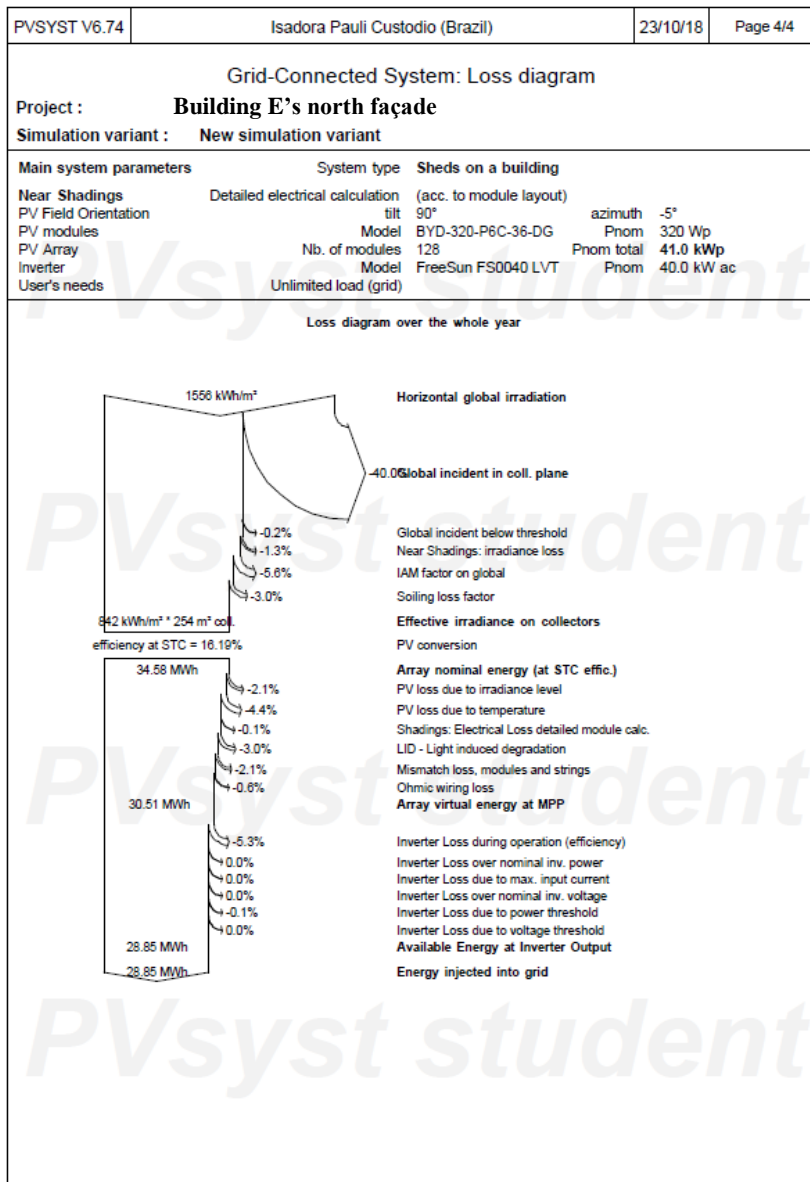 PVSYST V6.74 Isadora Pauli Custodio (Brazil) 23/10/18 Page 4/4
Grid-Connected System: Loss diagram
Project : Building E's north façade
Simulation variant : New simulation variant
Main system parameters System type Sheds on a building
Near Shadings Detailed electrical calculation (acc. to module layout)
PV Field Orientation tilt 90° azimuth -5°
PV modules Model BYD-320-P6C-36-DG Pnom 320 Wp
PV Array Nb. of modules 128 Pnom total 41.0 kWp
Inverter Model FreeSun FS0040 LVT Pnom 40.0 kW ac
User's needs Unlimited load (grid)
PVsyst student
Loss diagram over the whole year
1556 kWh/m² Horizontal global irradiation
-40.0% Global incident in coll. plane
PVsyst student
-0.2% Global incident below threshold
-1.3% Near Shadings: irradiance loss
-5.6% IAM factor on global
-3.0% Soiling loss factor
842 kWh/m² * 254 m² coll. Effective irradiance on collectors
efficiency at STC = 16.19% PV conversion
34.58 MWh Array nominal energy (at STC effic.)
-2.1% PV loss due to irradiance level
-4.4% PV loss due to temperature
-0.1% Shadings: Electrical Loss detailed module calc.
-3.0% LID - Light induced degradation
-2.1% Mismatch loss, modules and strings
-0.6% Ohmic wiring loss
PVsyst student
30.51 MWh Array virtual energy at MPP
-5.3% Inverter Loss during operation (efficiency)
0.0% Inverter Loss over nominal inv. power
0.0% Inverter Loss due to max. input current
0.0% Inverter Loss over nominal inv. voltage
-0.1% Inverter Loss due to power threshold
0.0% Inverter Loss due to voltage threshold
28.85 MWh Available Energy at Inverter Output
28.85 MWh Energy injected into grid
PVsyst student